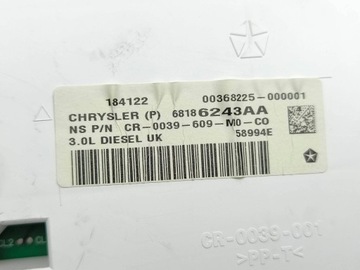 184122 00368225-000001
CHRYSLER (P) 68186243AA
NS P/N CR-0039-609-M0-CO
3.0L DIESEL UK 58994E
CR-0039-001
>PP-T<